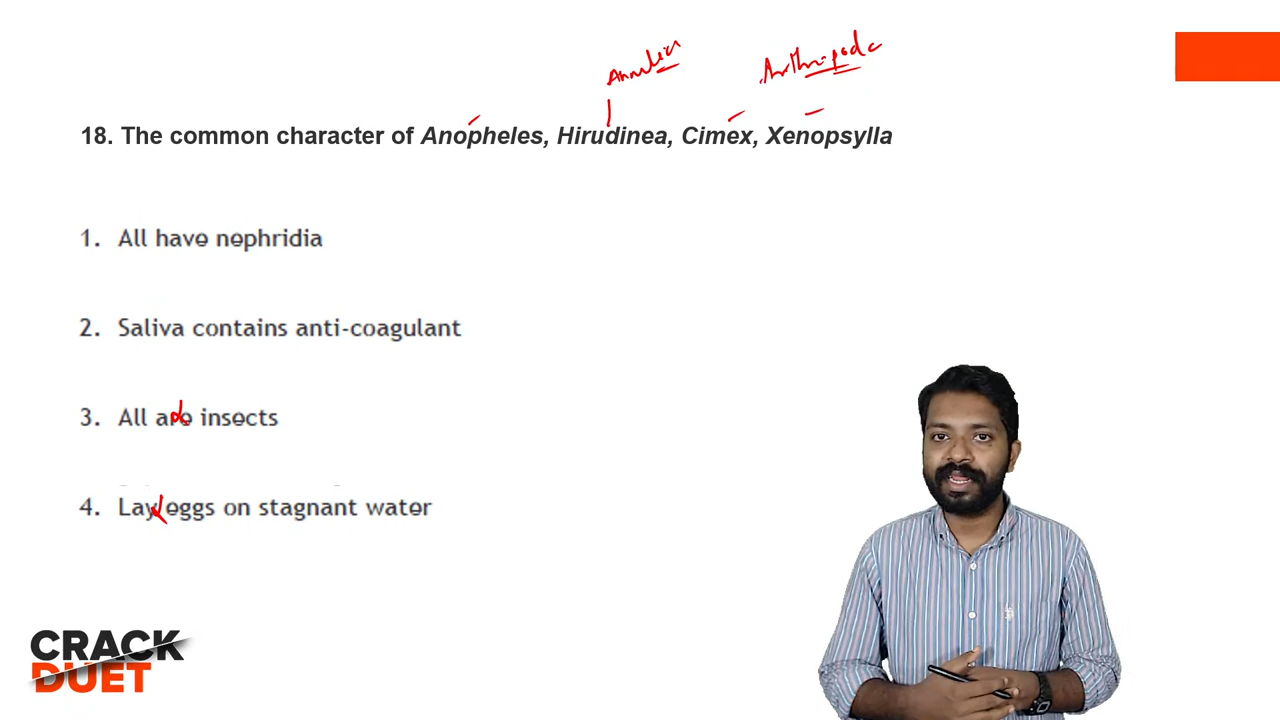 Annelida
Arthropoda
18. The common character of Anopheles, Hirudinea, Cimex, Xenopsylla
1. All have nephridia
2. Saliva contains anti-coagulant
3. All are insects
4. Lay eggs on stagnant water
CRACK
DUET